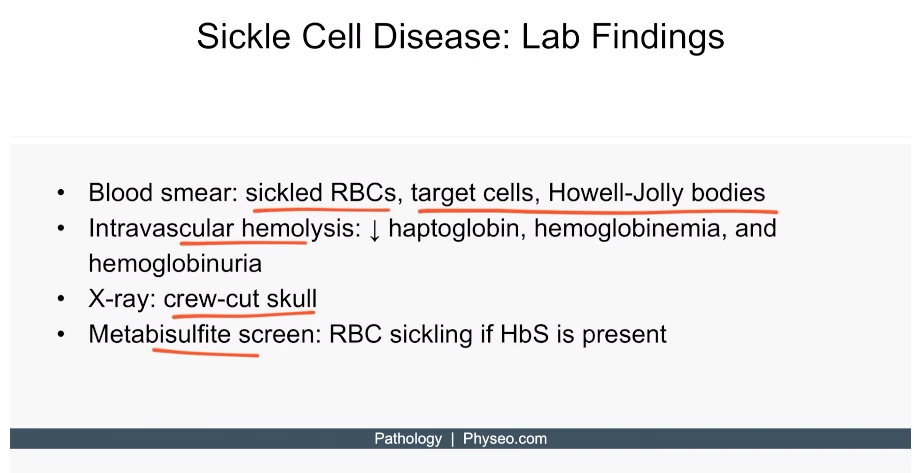 Sickle Cell Disease: Lab Findings
• Blood smear: sickled RBCs, target cells, Howell-Jolly bodies
• Intravascular hemolysis: ↓ haptoglobin, hemoglobinemia, and
hemoglobinuria
• X-ray: crew-cut skull
• Metabisulfite screen: RBC sickling if HbS is present
Pathology | Physeo.com